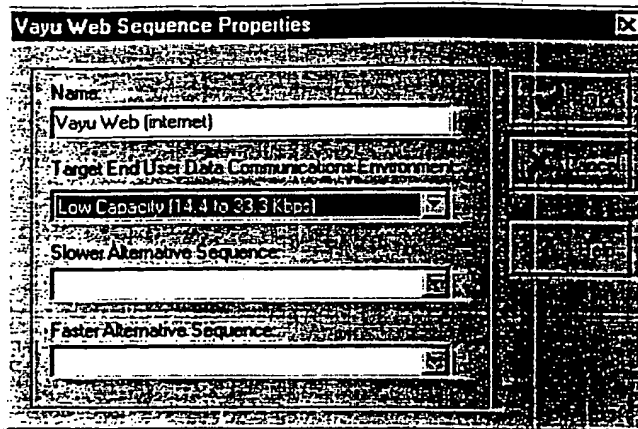 Vayu Web Sequence Properties
Name:
Vayu Web (internet)
Target End User Data Communications Environment:
Low Capacity (14.4 to 33.3 Kbps)
Slower Alternative Sequence:
Faster Alternative Sequence:
Cancel